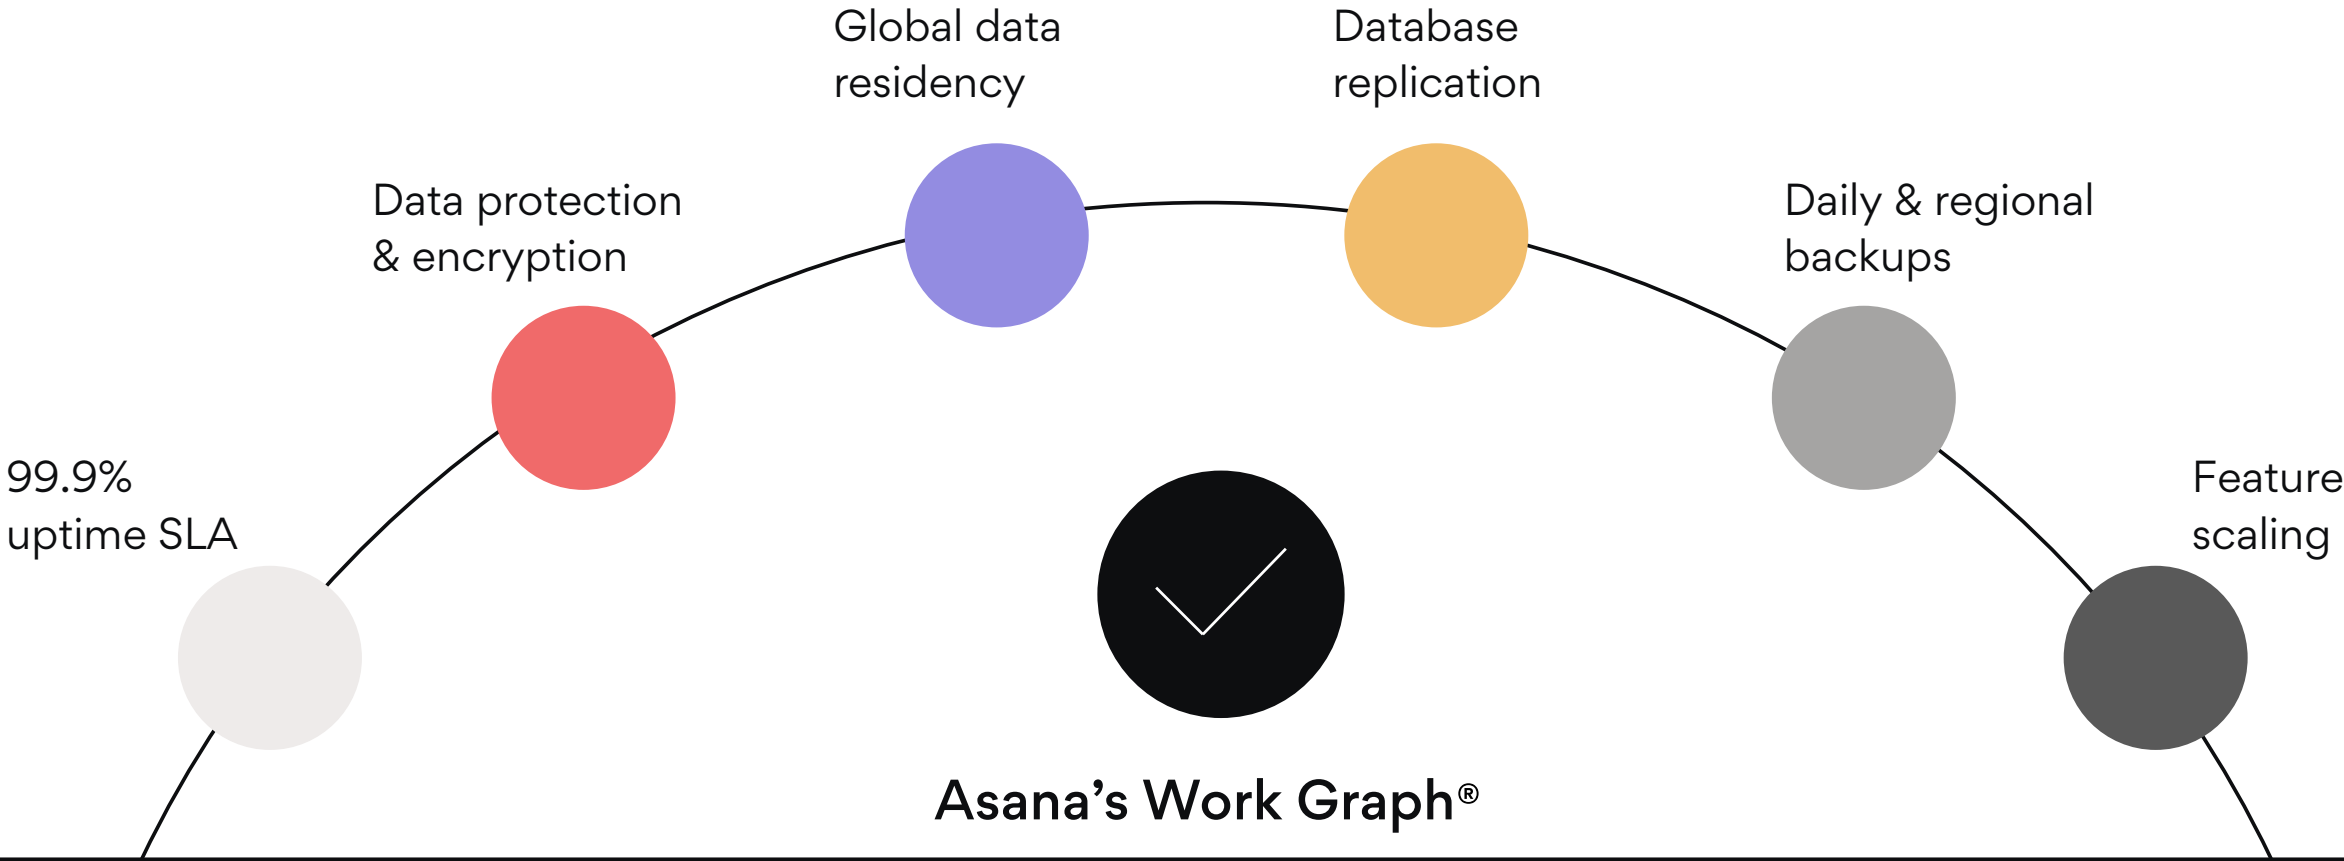 Global data
residency
Database
replication
Data protection
& encryption
Daily & regional
backups
99.9%
uptime SLA
Feature
scaling
Asana’s Work Graph®